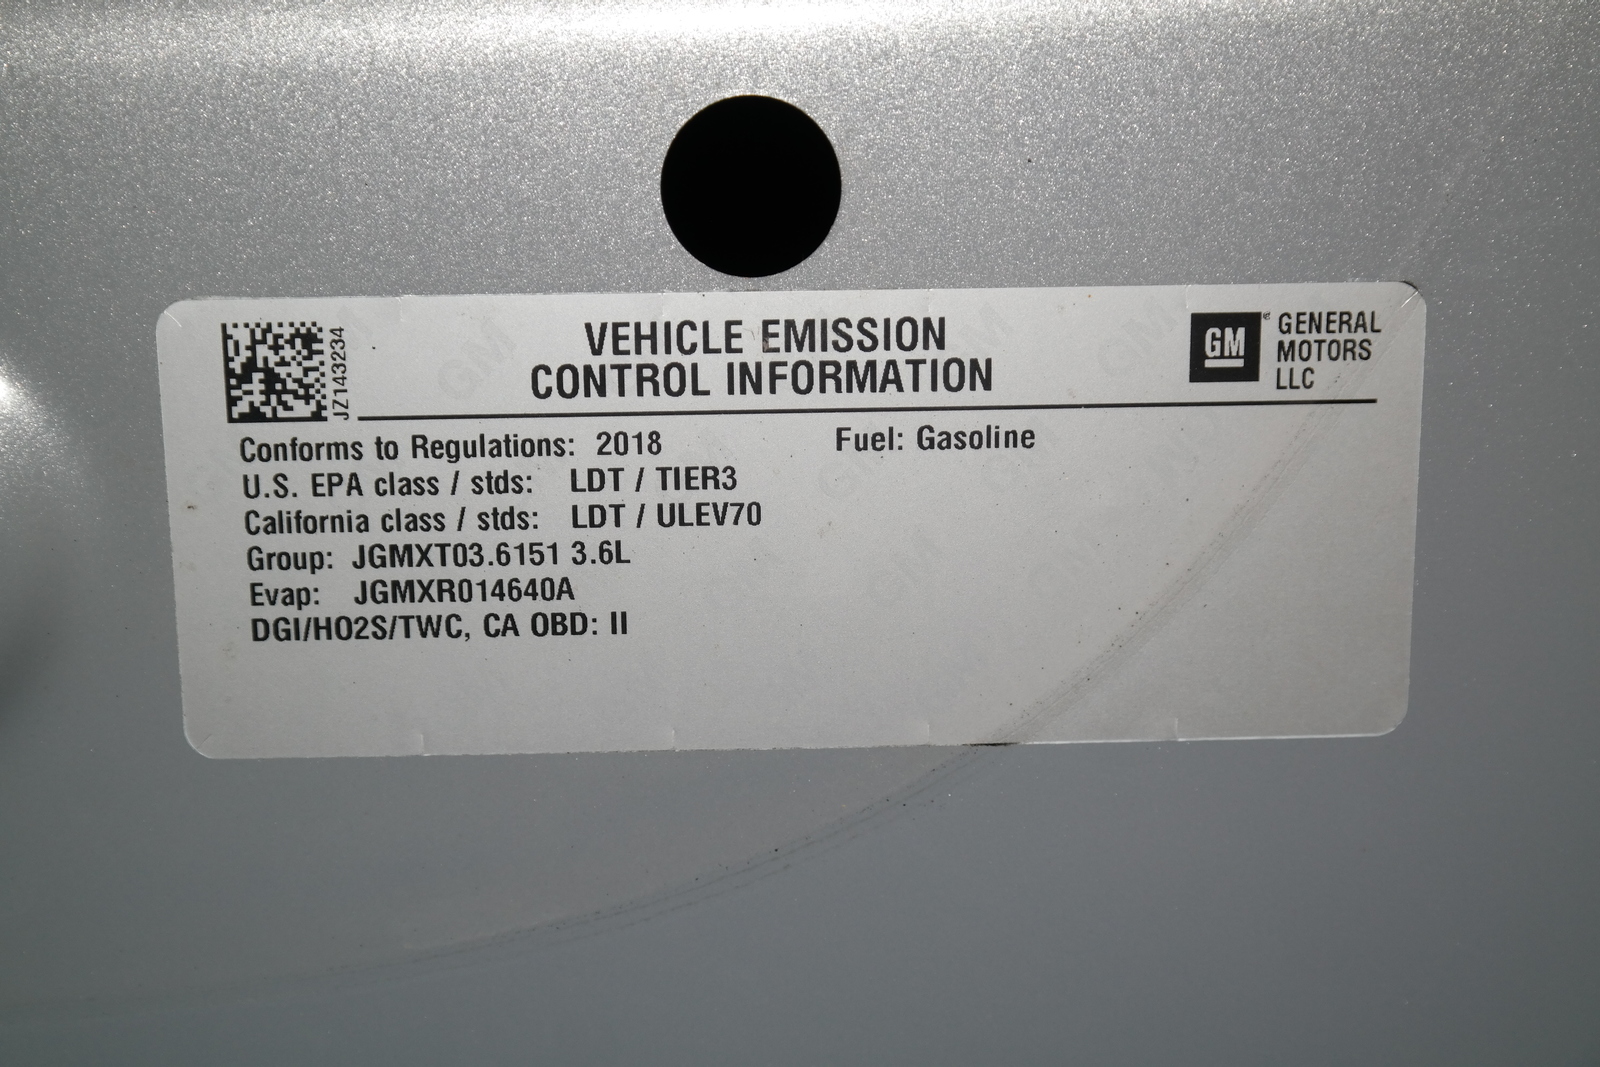 JZ143234
VEHICLE EMISSION
CONTROL INFORMATION
GM
GENERAL
MOTORS
LLC
Conforms to Regulations: 2018
Fuel: Gasoline
U.S. EPA class / stds: LDT / TIER3
California class / stds: LDT / ULEV70
Group: JGMXT03.6151 3.6L
Evap: JGMXR014640A
DGI/HO2S/TWC, CA OBD: II